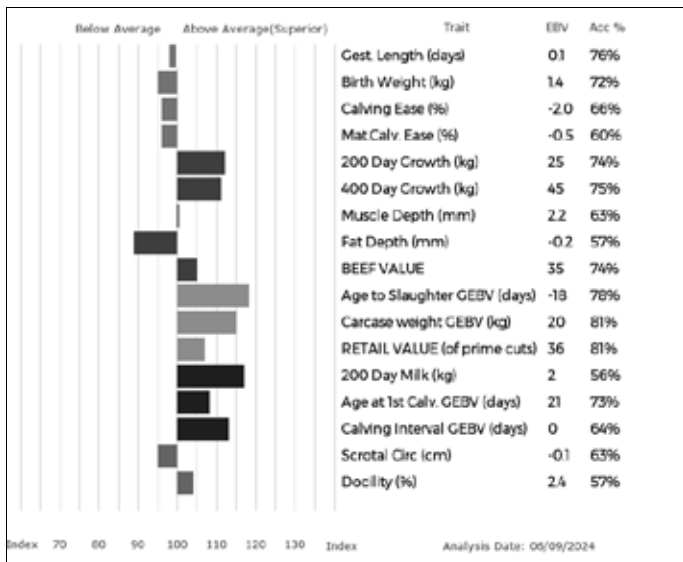 Below Average Above Average(Superior) Trait EBV Acc %
Gest. Length (days) 0.1 76%
Birth Weight (kg) 1.4 72%
Calving Ease (%) -2.0 66%
Mat Calv. Ease (%) -0.5 60%
200 Day Growth (kg) 25 74%
400 Day Growth (kg) 45 75%
Muscle Depth (mm) 2.2 63%
Fat Depth (mm) -0.2 57%
BEEF VALUE 35 74%
Age to Slaughter GEBV (days) -18 78%
Carcase weight GEBV (kg) 20 81%
RETAIL VALUE (of prime cuts) 36 81%
200 Day Milk (kg) 2 56%
Age at 1st Calv. GEBV (days) 21 73%
Calving Interval GEBV (days) 0 64%
Scrotal Circ (cm) -0.1 63%
Docility (%) 2.4 57%
Index 70 80 90 100 110 120 130 Index Analysis Date: 06/09/2024